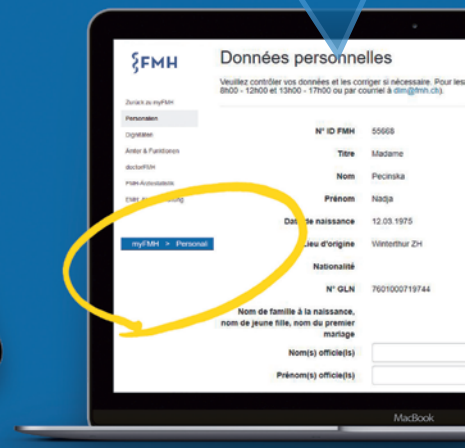 FMH
Données personnelles
Veuillez contrôler vos données et les corriger si nécessaire. Pour les
8h00 - 12h00 et 13h00 - 17h00 ou par courriel à dlm@fmh.ch).
Zurück zu myFMH
Personalien
Dignitäten
Ämter & Funktionen
doctorFMH
FMH-Ärztestatistik
myFMH > Personal
N° ID FMH 55668
Titre Madame
Nom Pecinska
Prénom Nadja
de naissance 12.03.1975
Lieu d'origine Winterthur ZH
Nationalité
N° GLN 7601000719744
Nom de famille à la naissance,
nom de jeune fille, nom du premier
mariage
Nom(s) officiel(s)
Prénom(s) officiel(s)
MacBook